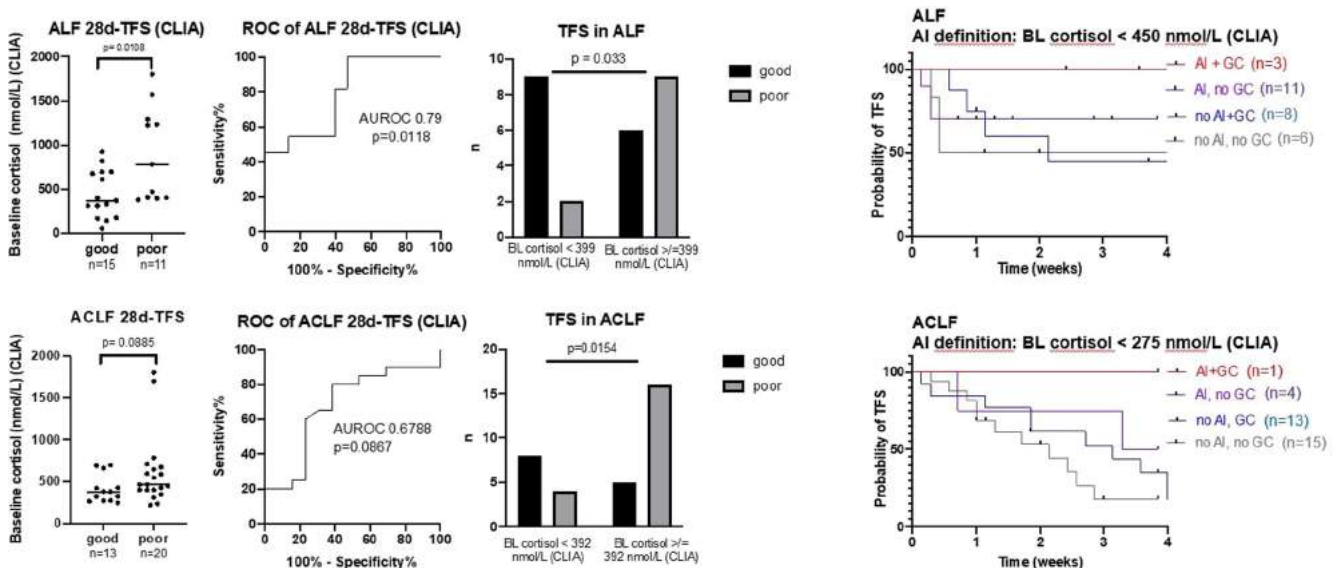 ALF 28d-TFS (CLIA)
p= 0.0108
Baseline cortisol (nmol/L) (CLIA)
2000
1500
1000
500
0
good
poor
n=15
n=11
ROC of ALF 28d-TFS (CLIA)
Sensitivity%
100
80
60
40
20
0
AUROC 0.79
p=0.0118
0 20 40 60 80 100
100% - Specificity%
TFS in ALF
p = 0.033
n
10
8
6
4
2
0
BL cortisol < 399
nmol/L (CLIA)
BL cortisol >/=399
nmol/L (CLIA)
good
poor
ALF
AI definition: BL cortisol < 450 nmol/L (CLIA)
Probability of TFS
100
50
0
0 1 2 3 4
Time (weeks)
AI + GC (n=3)
AI, no GC (n=11)
no AI+GC (n=8)
no AI, no GC (n=6)
ACLF 28d-TFS
p= 0.0885
Baseline cortisol (nmol/L) (CLIA)
2000
1500
1000
500
0
good
poor
n=13
n=20
ROC of ACLF 28d-TFS (CLIA)
Sensitivity%
100
80
60
40
20
0
AUROC 0.6788
p=0.0867
0 20 40 60 80 100
100% - Specificity%
TFS in ACLF
p=0.0154
n
20
15
10
5
0
BL cortisol < 392
nmol/L (CLIA)
BL cortisol >/=
392 nmol/L (CLIA)
good
poor
ACLF
AI definition: BL cortisol < 275 nmol/L (CLIA)
Probability of TFS
100
50
0
0 1 2 3 4
Time (weeks)
AI+GC (n=1)
AI, no GC (n=4)
no AI, GC (n=13)
no AI, no GC (n=15)